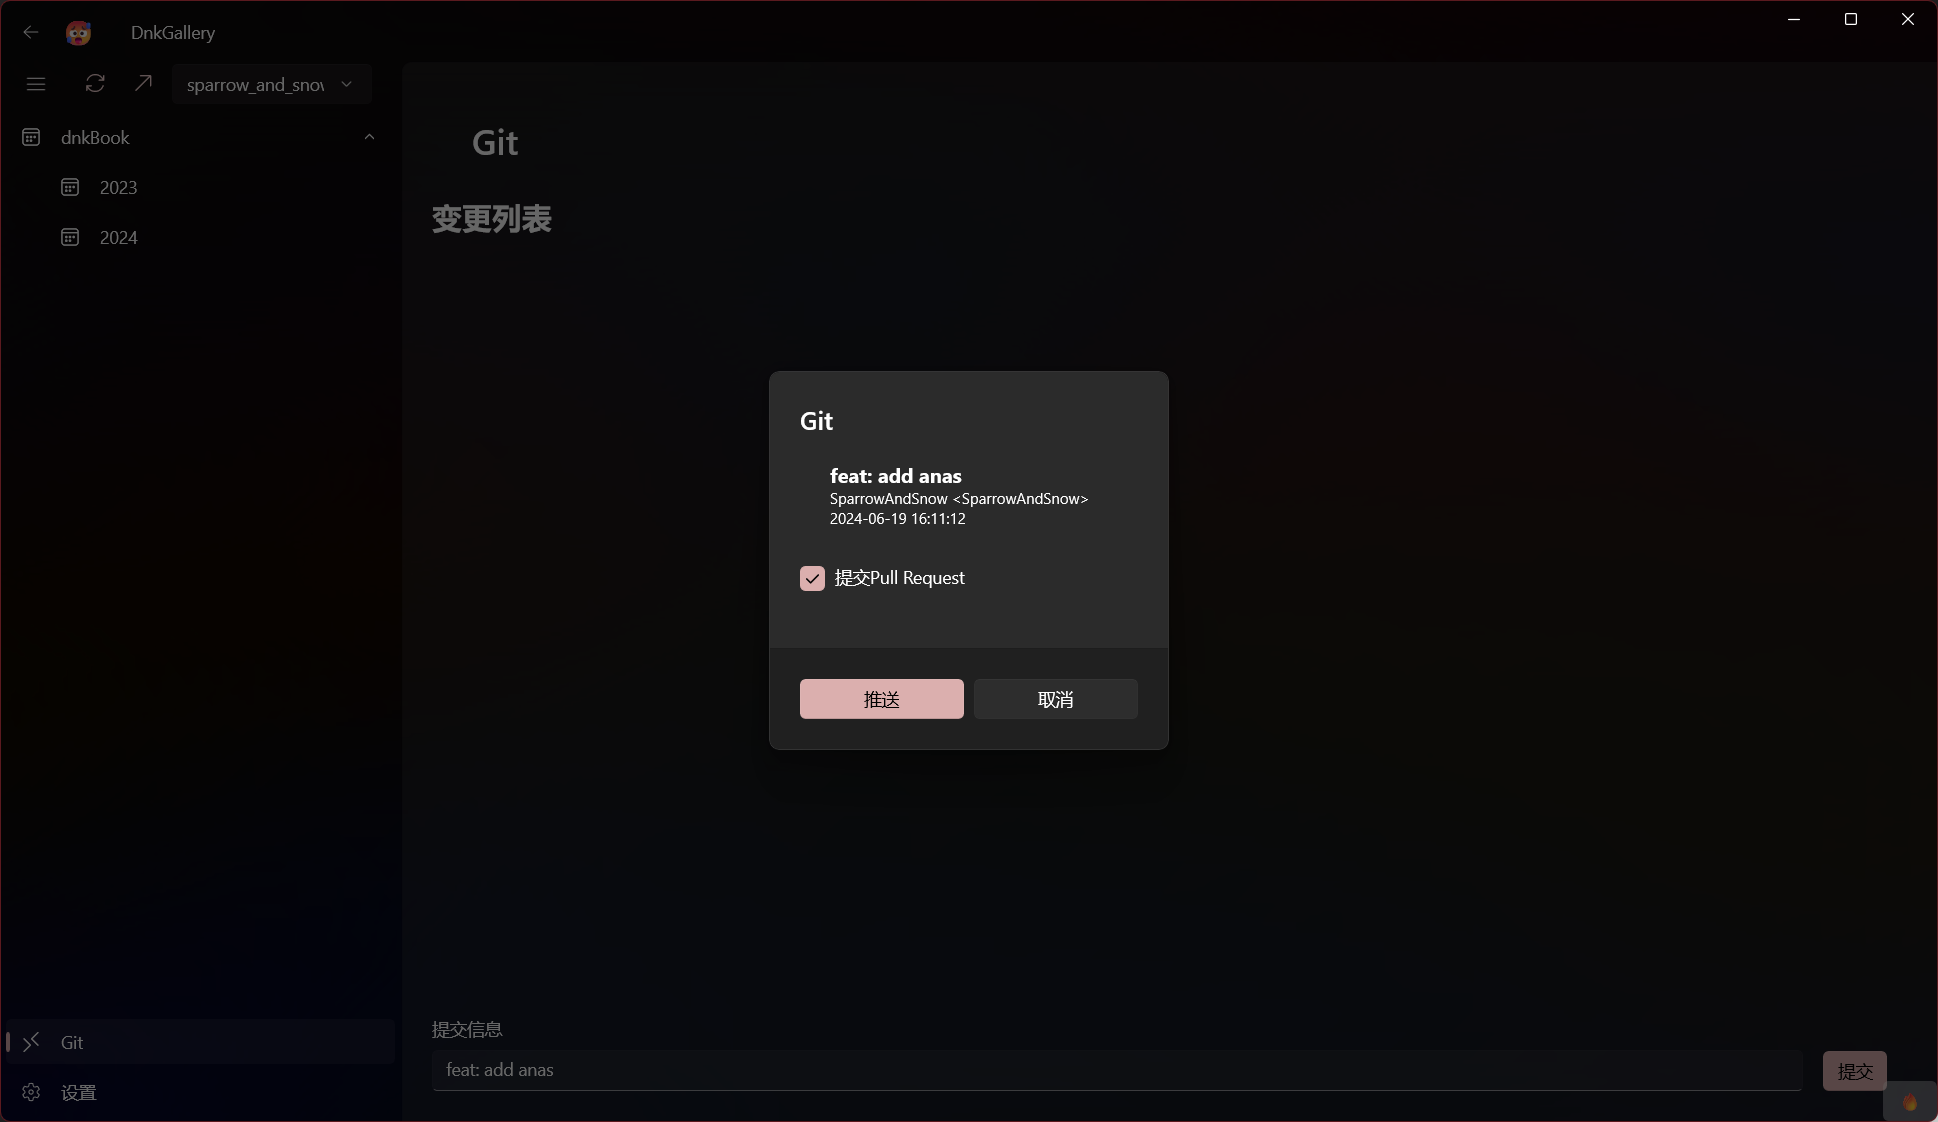 DnkGallery
sparrow_and_snov
dnkBook
2023
2024
Git
设置
Git
变更列表
Git
feat: add anas
SparrowAndSnow <SparrowAndSnow>
2024-06-19 16:11:12
提交Pull Request
推送
取消
提交信息
feat: add anas
提交